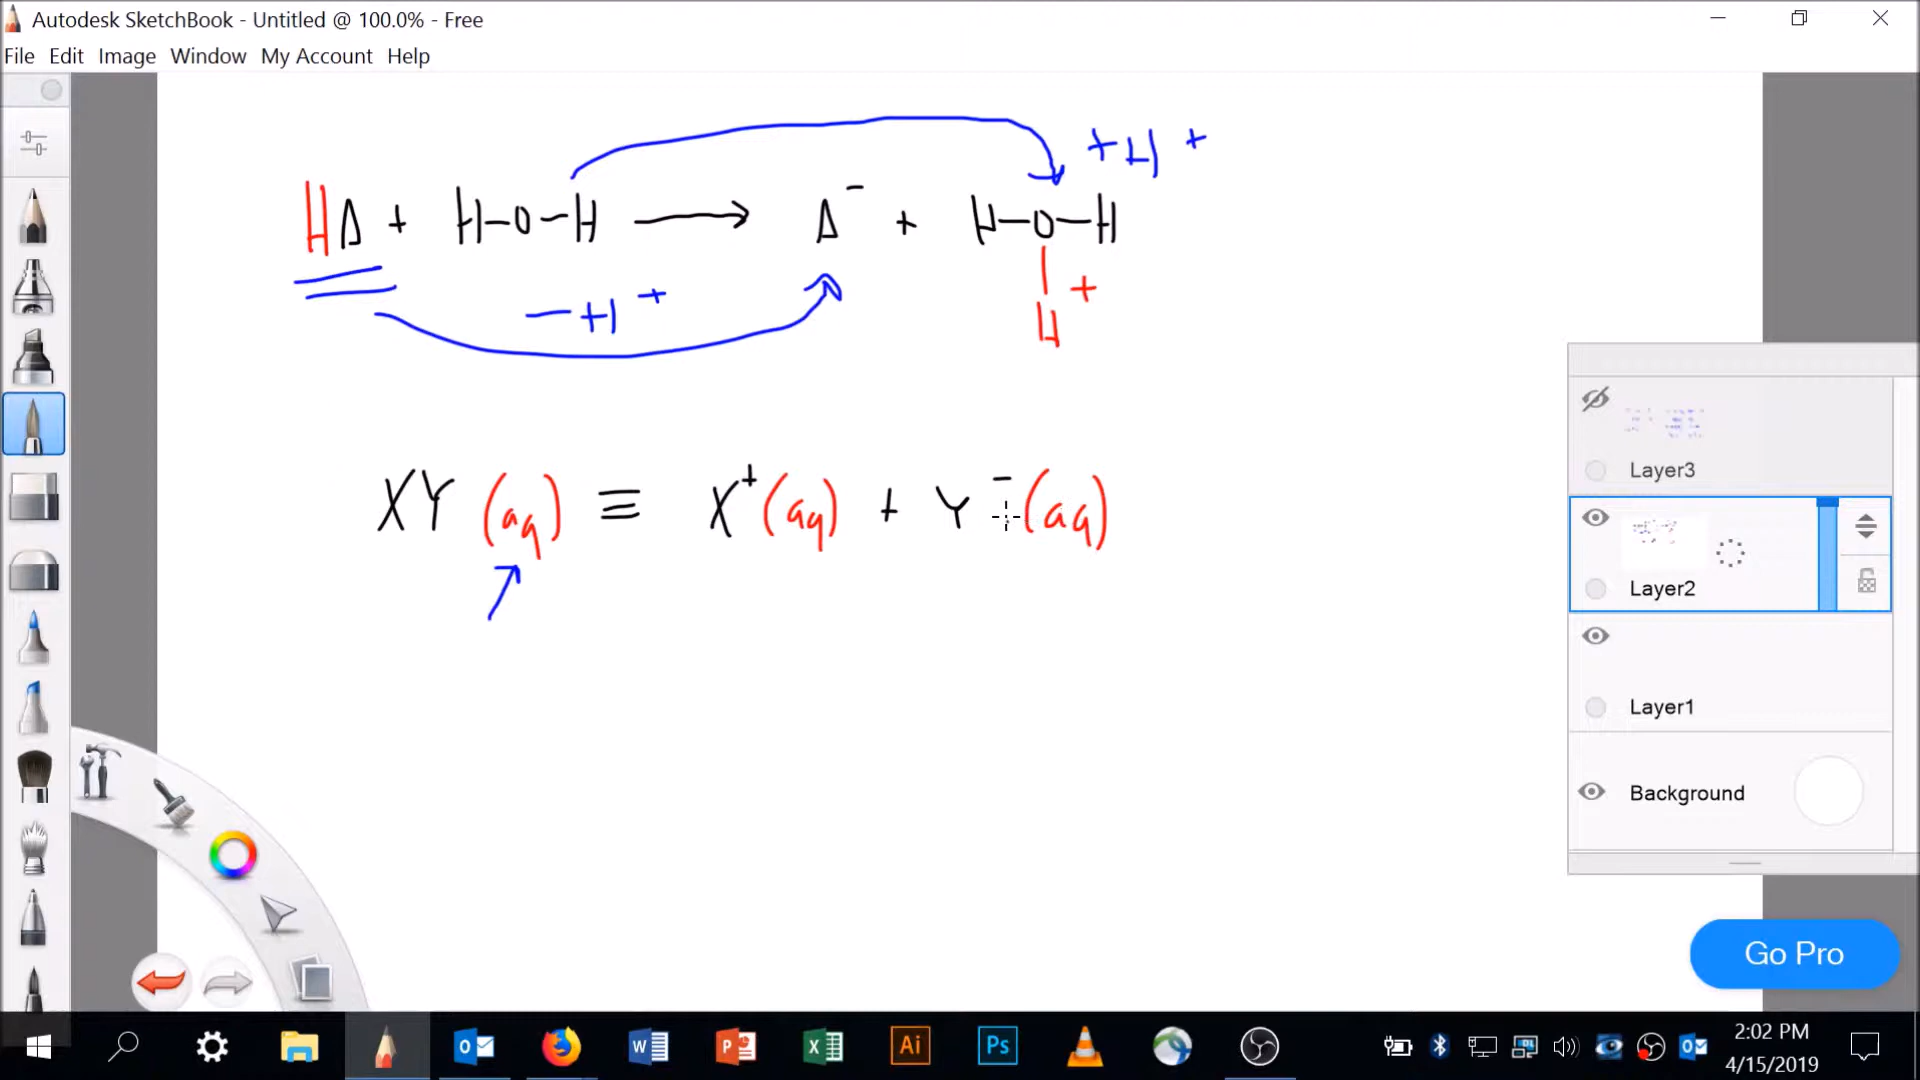 Autodesk SketchBook - Untitled @ 100.0% - Free
File Edit Image Window My Account Help
+H +
HA + H-O-H → A⁻ + H-O-H
-H +
+
H
XY (aq) ≡ X⁺(aq) + Y⁻(aq)
Layer3
Layer2
Layer1
Background
Go Pro
2:02 PM
4/15/2019